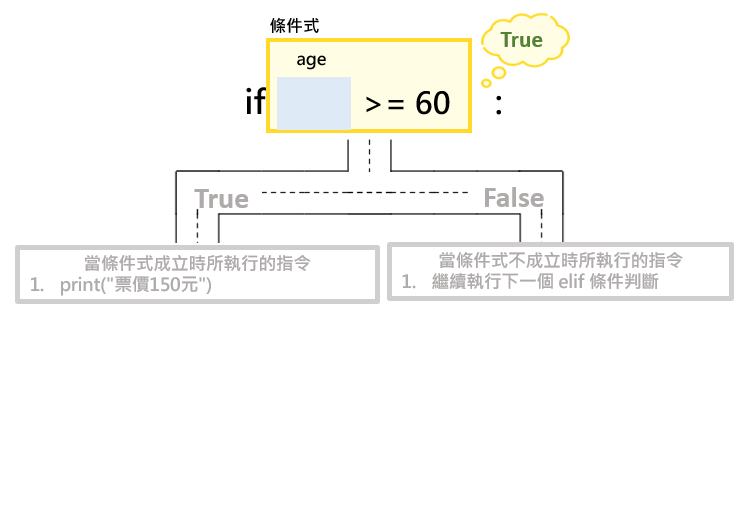 條件式
True
age
if >= 60 :
True False
當條件式成立時所執行的指令
1. print("票價150元")
當條件式不成立時所執行的指令
1. 繼續執行下一個 elif 條件判斷